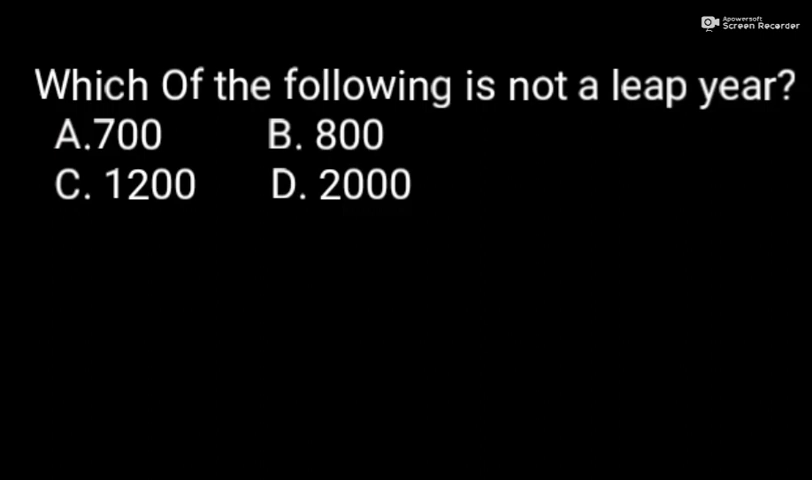 Apowersoft
Screen Recorder
Which Of the following is not a leap year?
A.700 B. 800
C. 1200 D. 2000